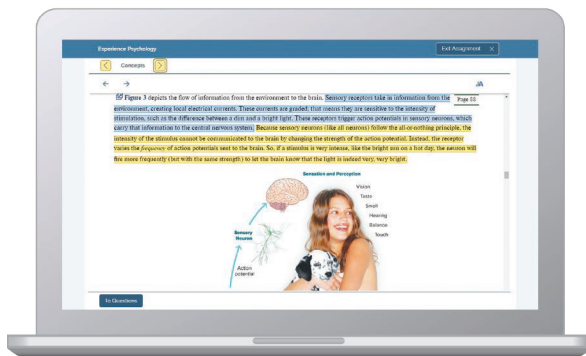 Experience Psychology
Exit Assignment X
Concepts
AA
Figure 3 depicts the flow of information from the environment to the brain. Sensory receptors take in information from the
Page 82
environment, creating local electrical currents. These currents are graded; that means they are sensitive to the intensity of
stimulation, such as the difference between a dim and a bright light. These receptors trigger action potentials in sensory neurons, which
carry that information to the central nervous system. Because sensory neurons (like all neurons) follow the all-or-nothing principle, the
intensity of the stimulus cannot be communicated to the brain by changing the strength of the action potential. Instead, the receptor
varies the frequency of action potentials sent to the brain. So, if a stimulus is very intense, like the bright sun on a hot day, the neuron will
fire more frequently (but with the same strength) to let the brain know that the light is indeed very, very bright.
Sensation and Perception
Vision
Taste
Smell
Hearing
Balance
Touch
Sensory
Neuron
Action
potential
To Questions